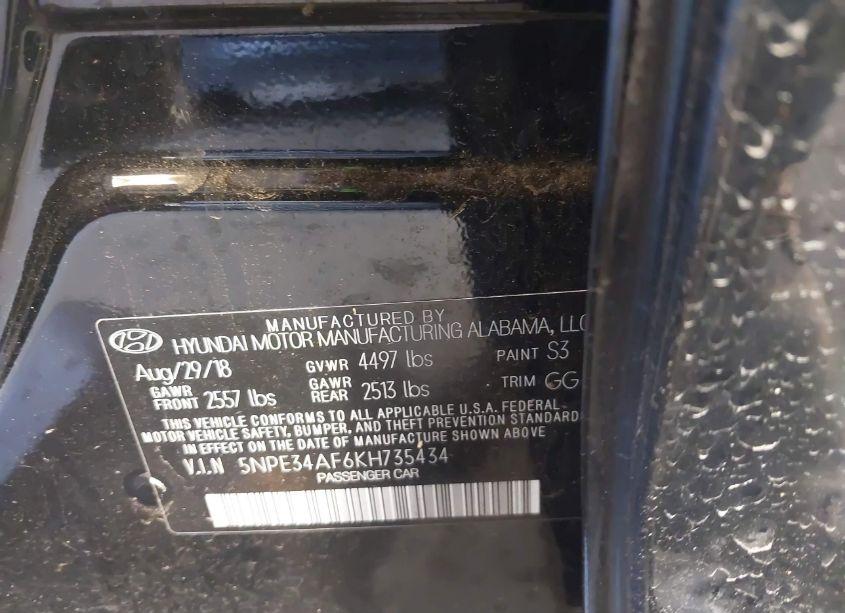 MANUFACTURED BY
HYUNDAI MOTOR MANUFACTURING ALABAMA, LLC
Aug/29/18 GVWR 4497 lbs PAINT S3
GAWR FRONT 2557 lbs GAWR REAR 2513 lbs TRIM GG
THIS VEHICLE CONFORMS TO ALL APPLICABLE U.S.A. FEDERAL
MOTOR VEHICLE SAFETY, BUMPER, AND THEFT PREVENTION STANDARD
IN EFFECT ON THE DATE OF MANUFACTURE SHOWN ABOVE
V.I.N 5NPE34AF6KH735434
PASSENGER CAR